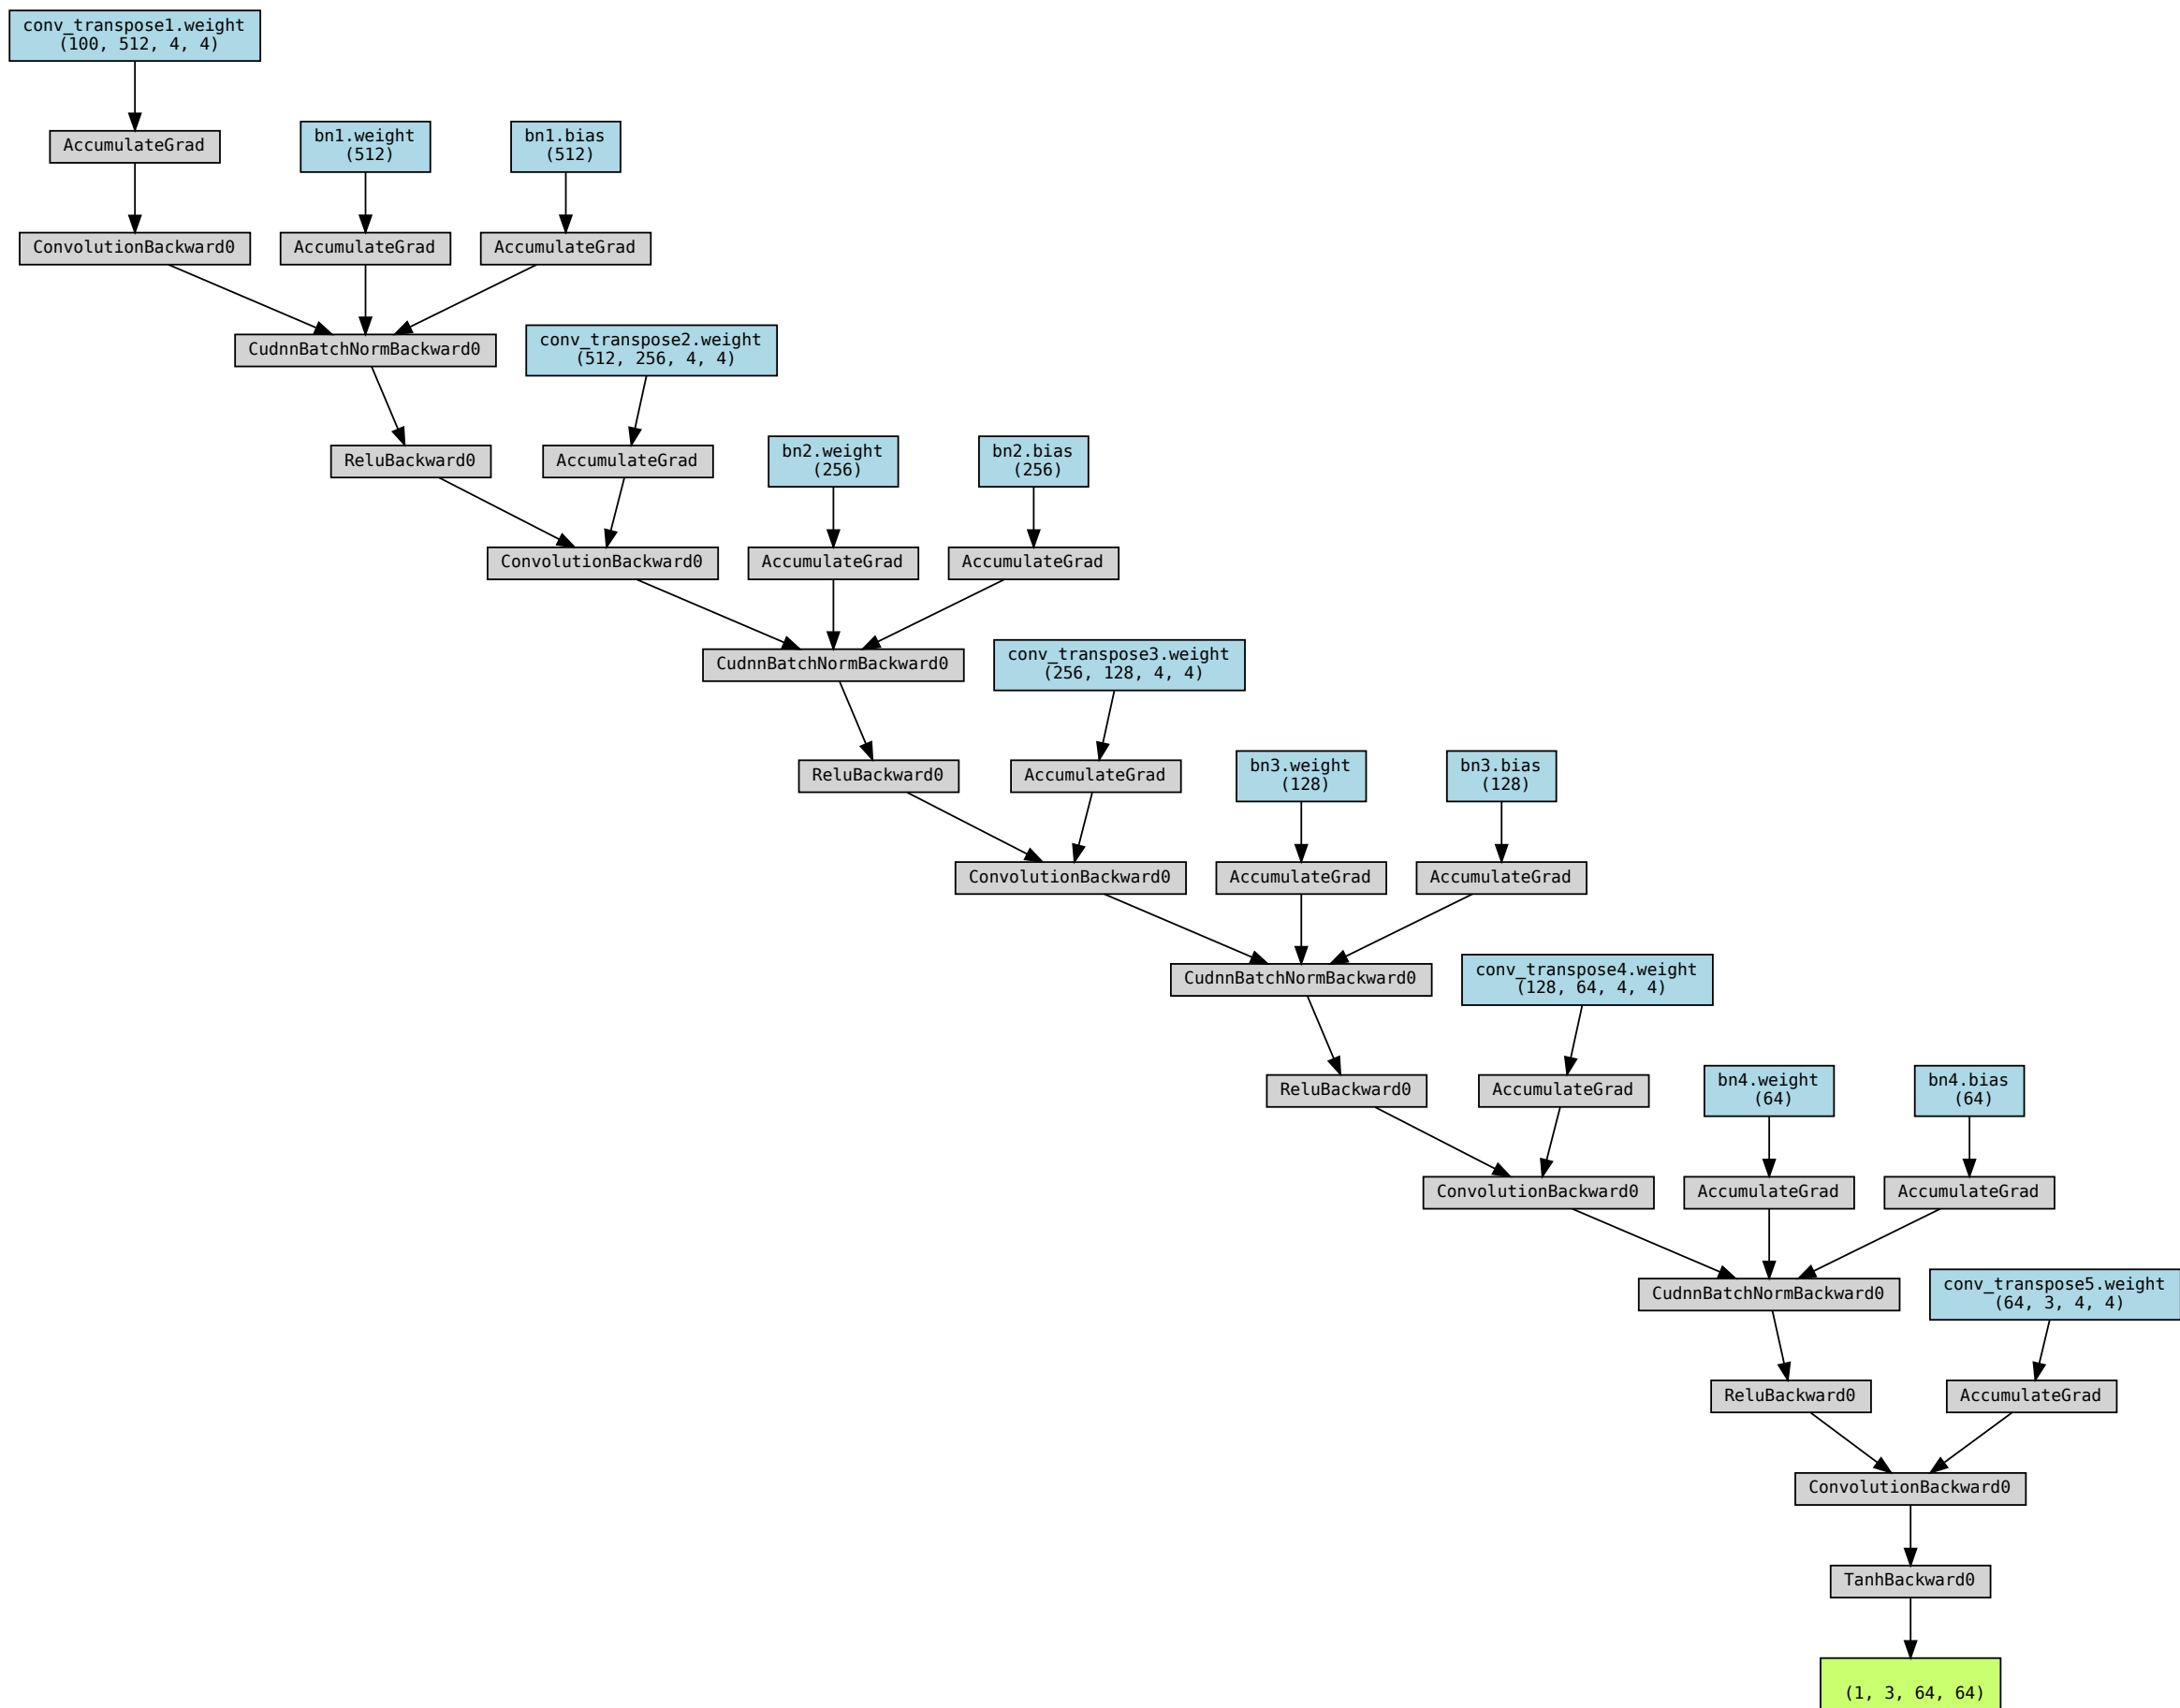 conv_transpose1.weight
(100, 512, 4, 4)
AccumulateGrad
bn1.weight
(512)
bn1.bias
(512)
ConvolutionBackward0
AccumulateGrad
AccumulateGrad
CudnnBatchNormBackward0
conv_transpose2.weight
(512, 256, 4, 4)
ReluBackward0
AccumulateGrad
bn2.weight
(256)
bn2.bias
(256)
ConvolutionBackward0
AccumulateGrad
AccumulateGrad
CudnnBatchNormBackward0
conv_transpose3.weight
(256, 128, 4, 4)
ReluBackward0
AccumulateGrad
bn3.weight
(128)
bn3.bias
(128)
ConvolutionBackward0
AccumulateGrad
AccumulateGrad
CudnnBatchNormBackward0
conv_transpose4.weight
(128, 64, 4, 4)
ReluBackward0
AccumulateGrad
bn4.weight
(64)
bn4.bias
(64)
ConvolutionBackward0
AccumulateGrad
AccumulateGrad
CudnnBatchNormBackward0
conv_transpose5.weight
(64, 3, 4, 4)
ReluBackward0
AccumulateGrad
ConvolutionBackward0
TanhBackward0
(1, 3, 64, 64)